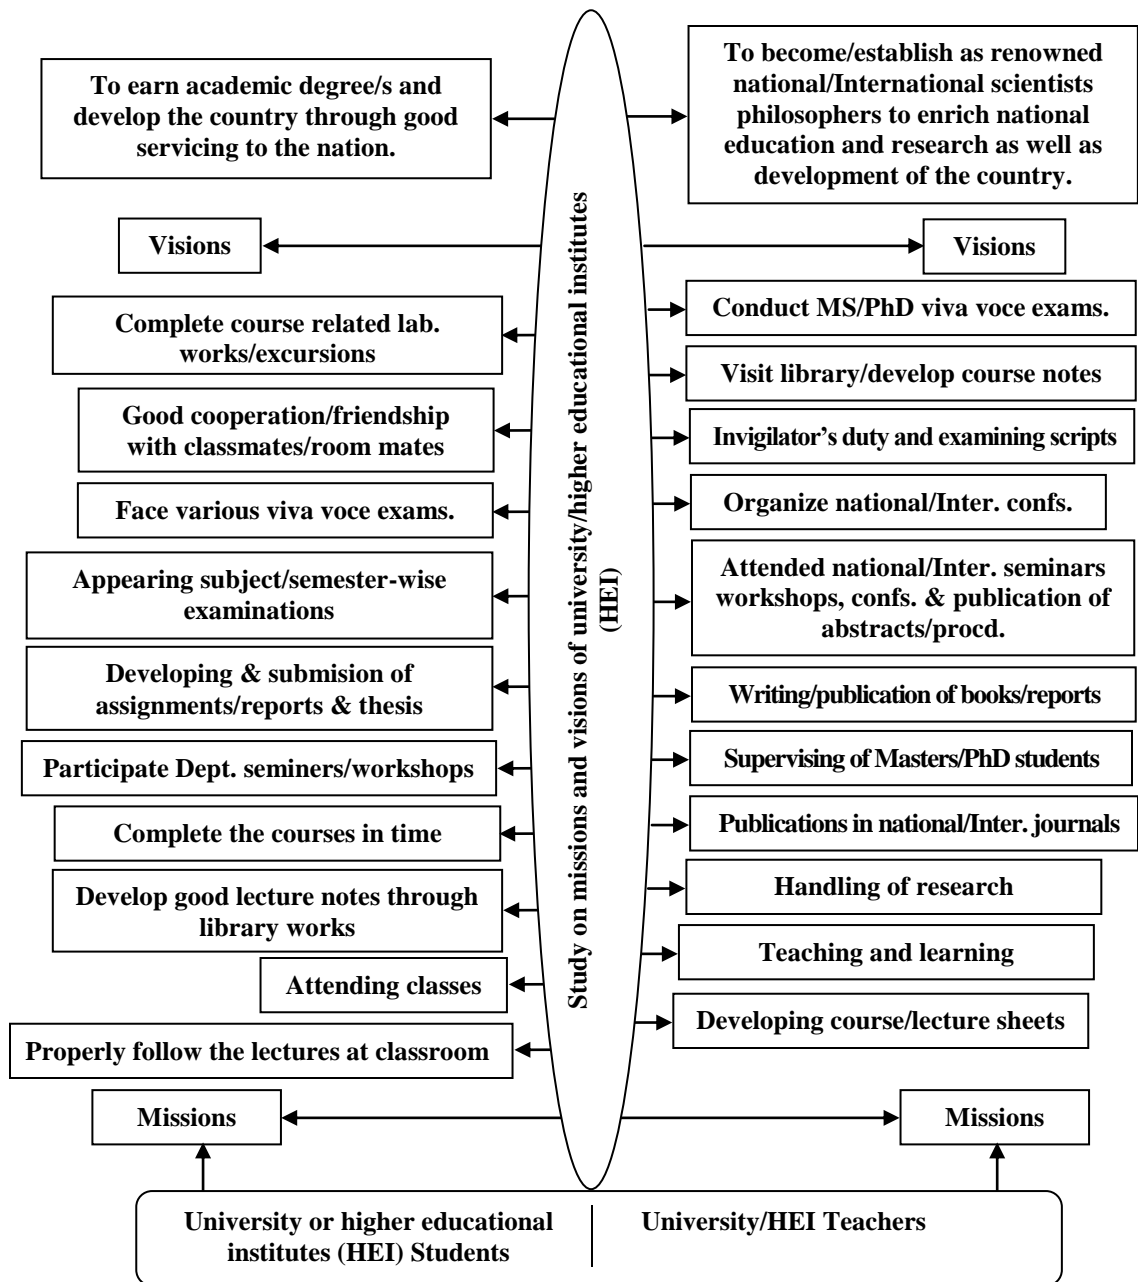 To earn academic degree/s and
develop the country through good
servicing to the nation.
To become/establish as renowned
national/International scientists
philosophers to enrich national
education and research as well as
development of the country.
Visions
Visions
Complete course related lab.
works/excursions
Good cooperation/friendship
with classmates/room mates
Face various viva voce exams.
Appearing subject/semester-wise
examinations
Developing & submision of
assignments/reports & thesis
Participate Dept. seminers/workshops
Complete the courses in time
Develop good lecture notes through
library works
Attending classes
Properly follow the lectures at classroom
Missions
Study on missions and visions of university/higher educational institutes
(HEI)
Conduct MS/PhD viva voce exams.
Visit library/develop course notes
Invigilator's duty and examining scripts
Organize national/Inter. confs.
Attended national/Inter. seminars
workshops, confs. & publication of
abstracts/procd.
Writing/publication of books/reports
Supervising of Masters/PhD students
Publications in national/Inter. journals
Handling of research
Teaching and learning
Developing course/lecture sheets
Missions
University or higher educational
institutes (HEI) Students
University/HEI Teachers